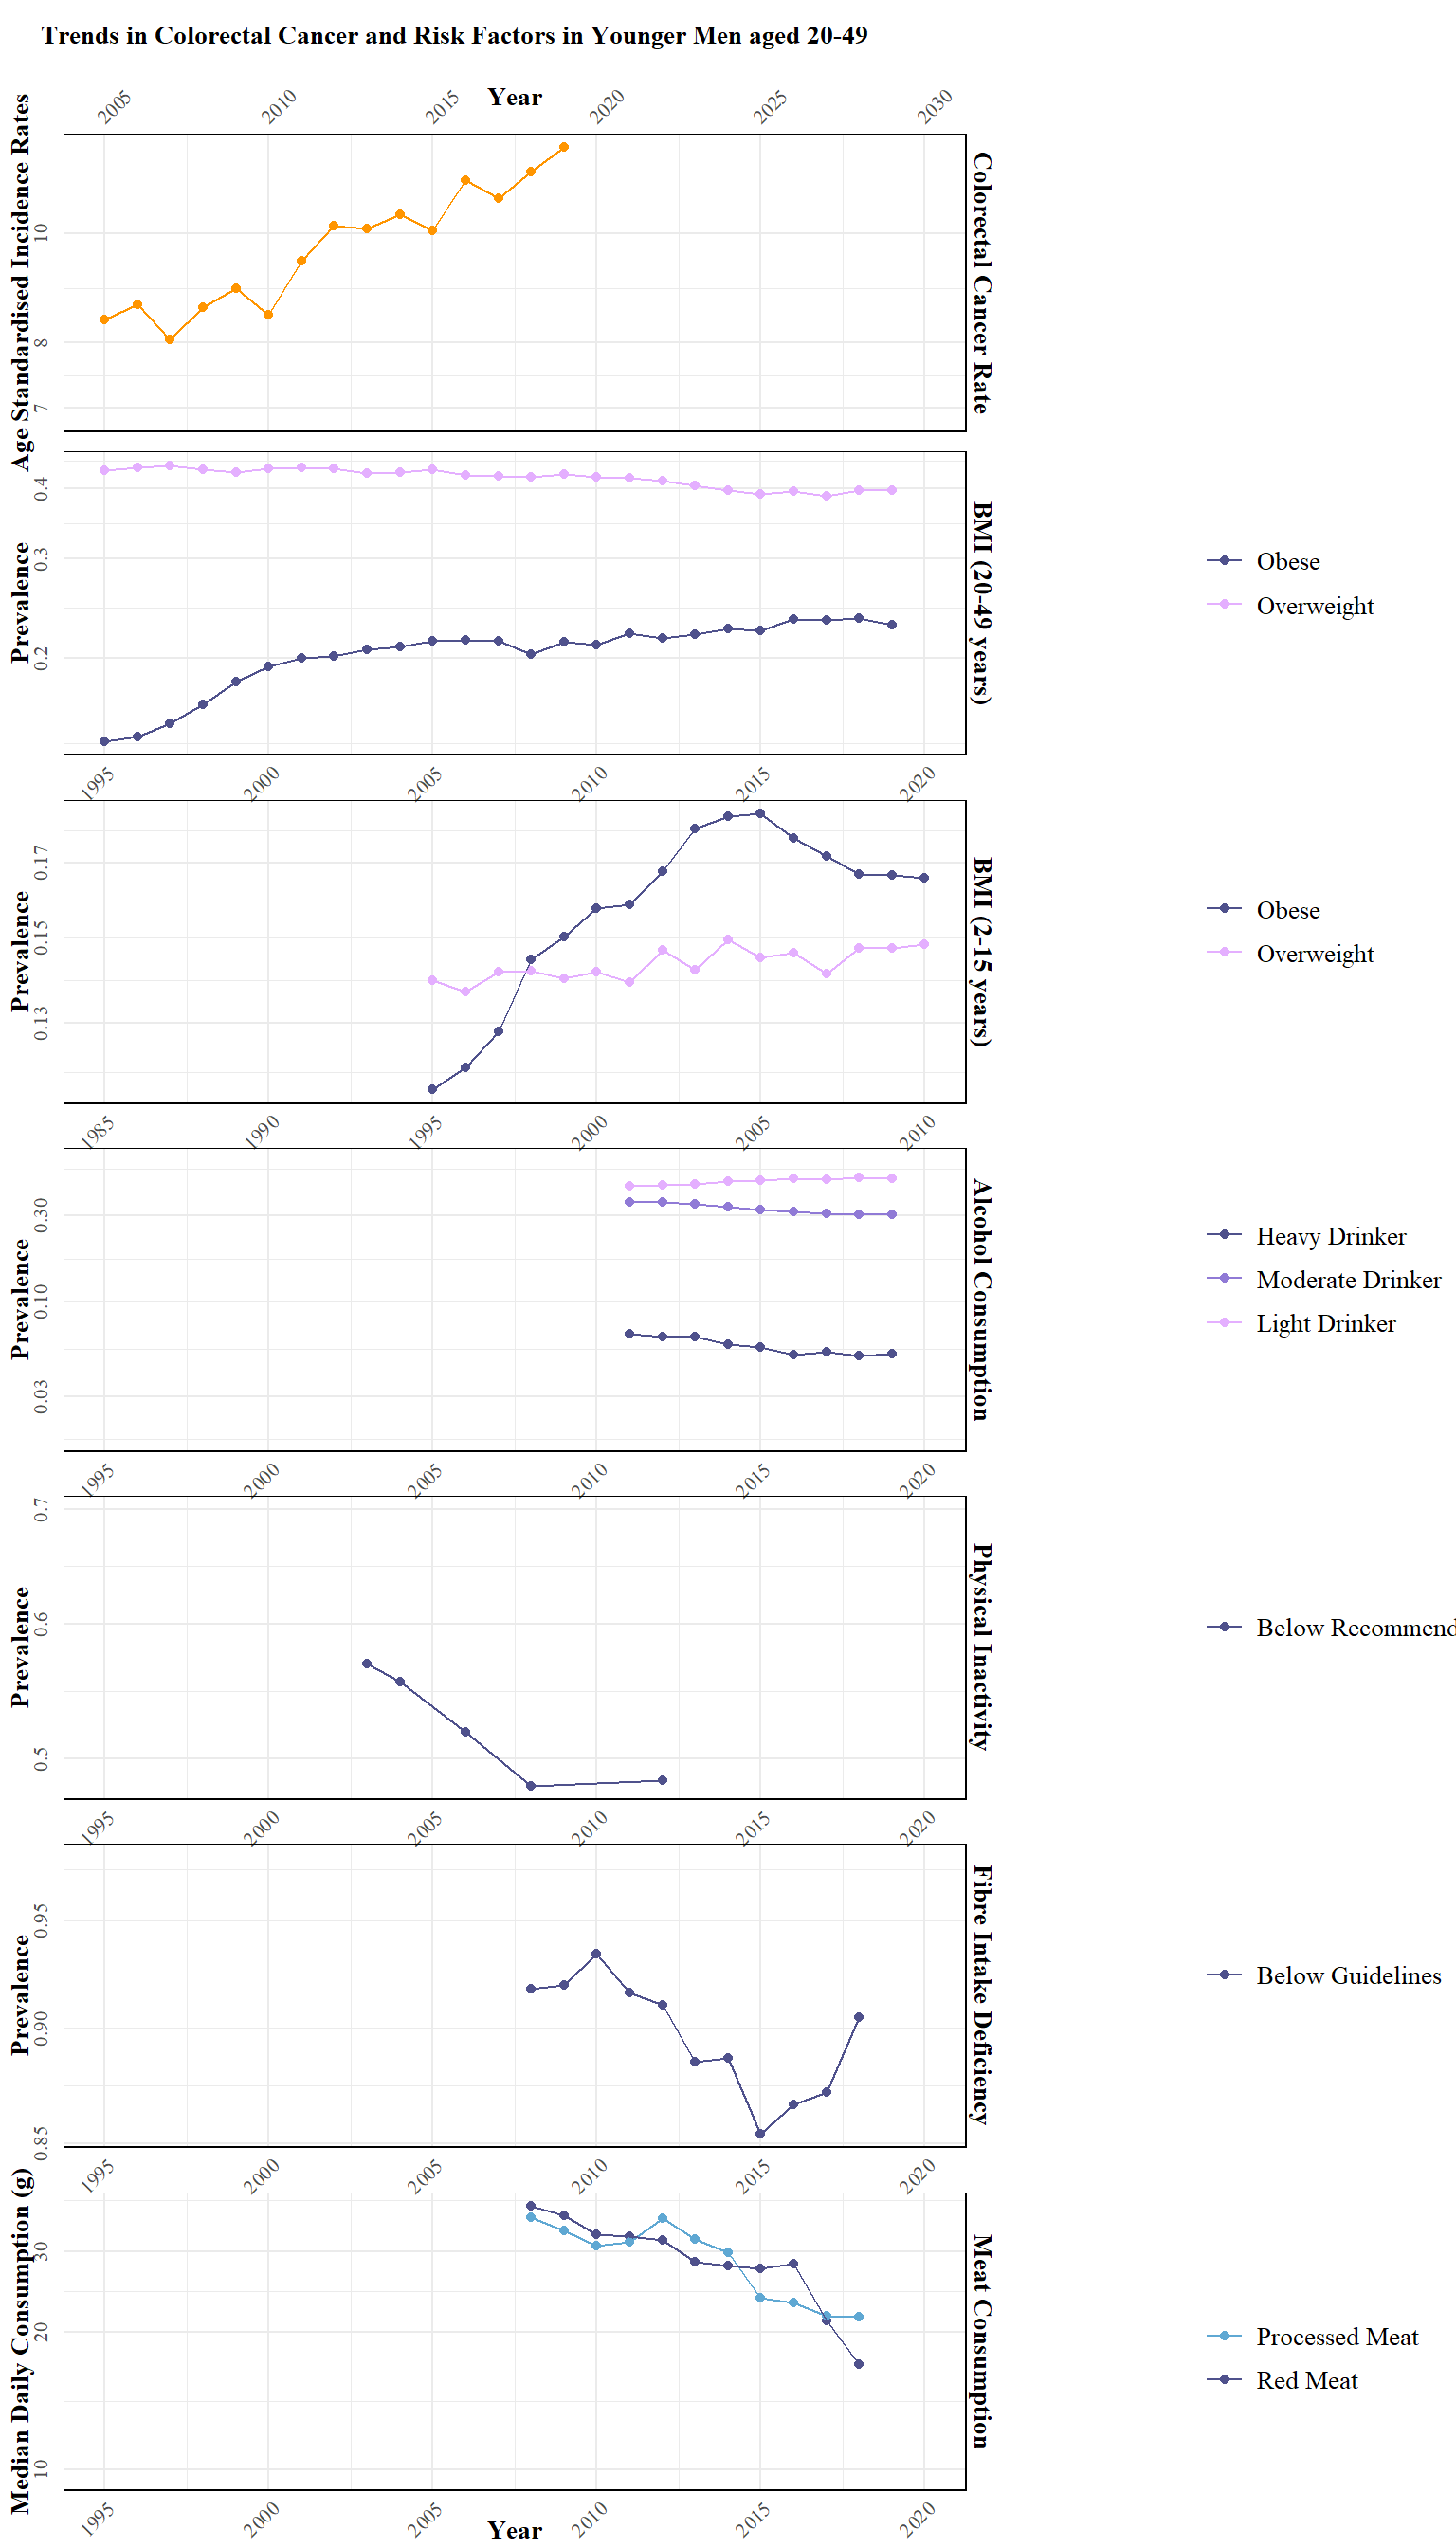 Trends in Colorectal Cancer and Risk Factors in Younger Men aged 20-49
Year
2005 2010 2015 2020 2025 2030
Age Standardised Incidence Rates
10
8
7
Colorectal Cancer Rate
Prevalence
0.4
0.3
0.2
BMI (20-49 years)
Obese
Overweight
1995 2000 2005 2010 2015 2020
Prevalence
0.17
0.15
0.13
BMI (2-15 years)
Obese
Overweight
1985 1990 1995 2000 2005 2010
Prevalence
0.30
0.10
0.03
Alcohol Consumption
Heavy Drinker
Moderate Drinker
Light Drinker
1995 2000 2005 2010 2015 2020
Prevalence
0.7
0.6
0.5
Physical Inactivity
Below Recommend
1995 2000 2005 2010 2015 2020
Prevalence
0.95
0.90
0.85
Fibre Intake Deficiency
Below Guidelines
1995 2000 2005 2010 2015 2020
Median Daily Consumption (g)
30
20
10
Meat Consumption
Processed Meat
Red Meat
1995 2000 2005 2010 2015 2020
Year